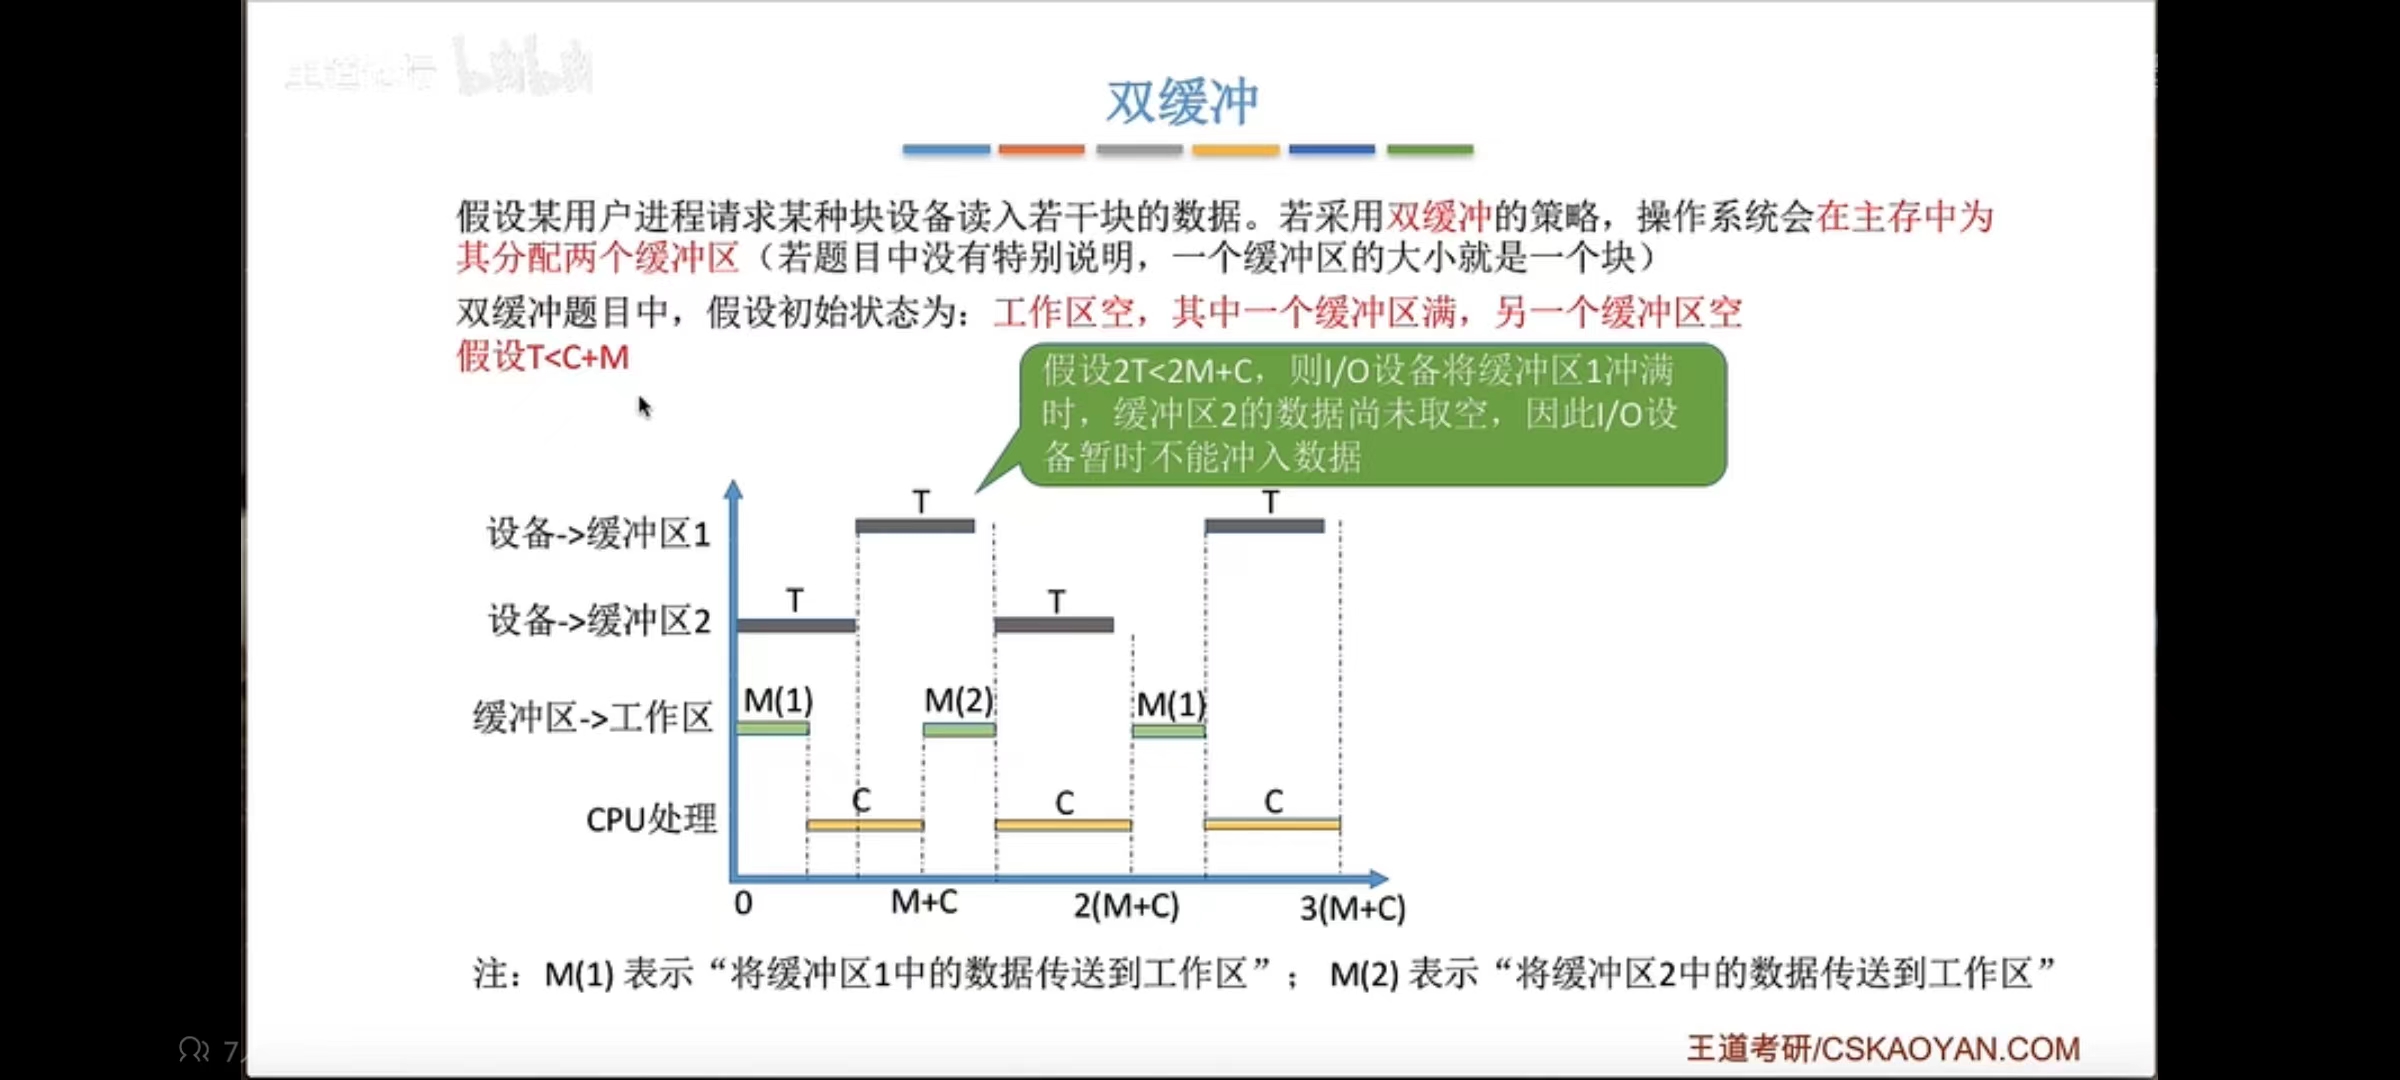 双缓冲
假设某用户进程请求某种块设备读入若干块的数据。若采用双缓冲的策略，操作系统会在主存中为
其分配两个缓冲区（若题目中没有特别说明，一个缓冲区的大小就是一个块）
双缓冲题目中，假设初始状态为：工作区空，其中一个缓冲区满，另一个缓冲区空
假设T<C+M
假设2T<2M+C，则I/O设备将缓冲区1冲满
时，缓冲区2的数据尚未取空，因此I/O设
备暂时不能冲入数据
T
T
设备->缓冲区1
T
T
设备->缓冲区2
M(1)
M(2)
M(1)
缓冲区->工作区
C
C
C
CPU处理
0
M+C
2(M+C)
3(M+C)
注：M(1) 表示“将缓冲区1中的数据传送到工作区”； M(2) 表示“将缓冲区2中的数据传送到工作区”
王道考研/CSKAOYAN.COM